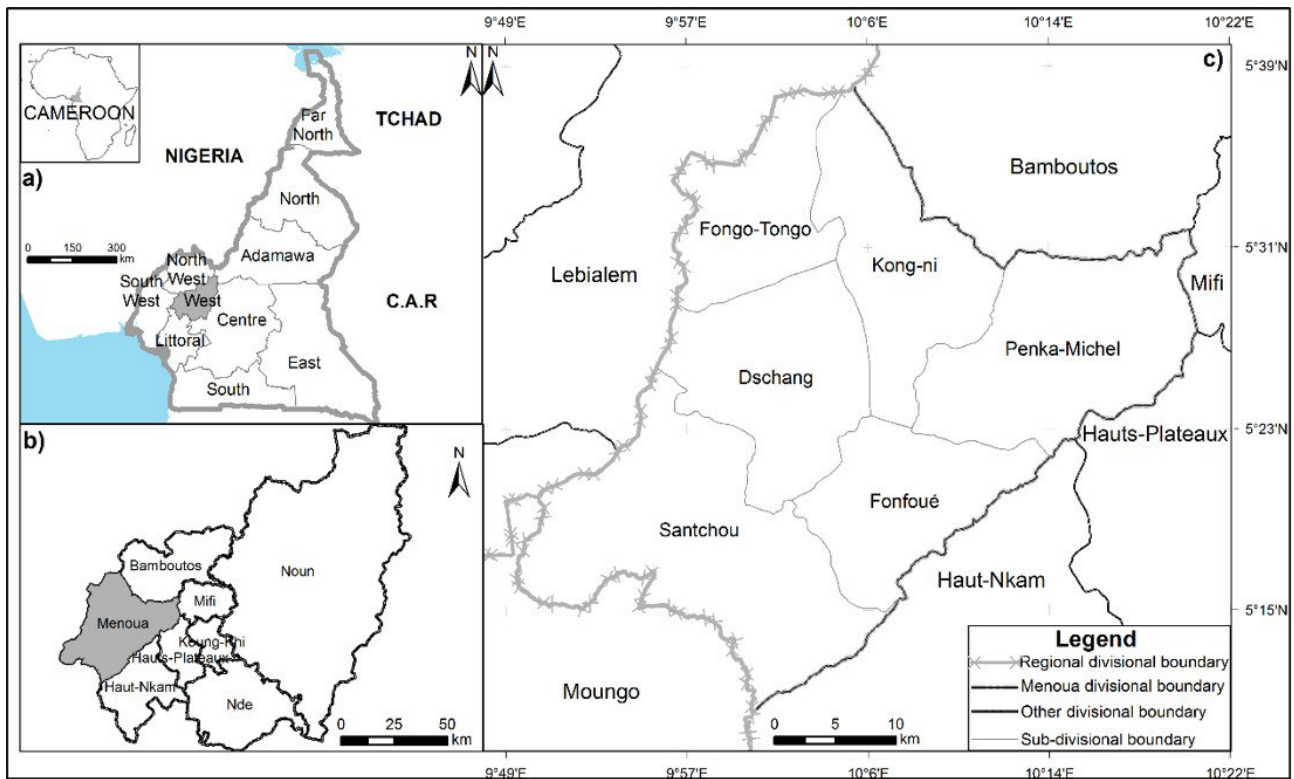 9°49'E 9°57'E 10°6'E 10°14'E 10°22'E
CAMEROON
a)
N
TCHAD
NIGERIA
Far
North
North
Adamawa
0 150 300
km
North
West
South
West
West
C.A.R
Centre
Littoral
East
South
b)
N
Bamboutos
Noun
Mifi
Menoua
Koung-Khi
Hauts-Plateaux
Haut-Nkam
Nde
0 25 50
km
N
c)
5°39'N
Bamboutos
Fongo-Tongo
5°31'N
Kong-ni
Lebialem
Mifi
Penka-Michel
Dschang
Hauts-Plateaux
5°23'N
Fonfoué
Santchou
Haut-Nkam
5°15'N
Moungo
0 5 10
km
Legend
Regional divisional boundary
Menoua divisional boundary
Other divisional boundary
Sub-divisional boundary
9°49'E 9°57'E 10°6'E 10°14'E 10°22'E